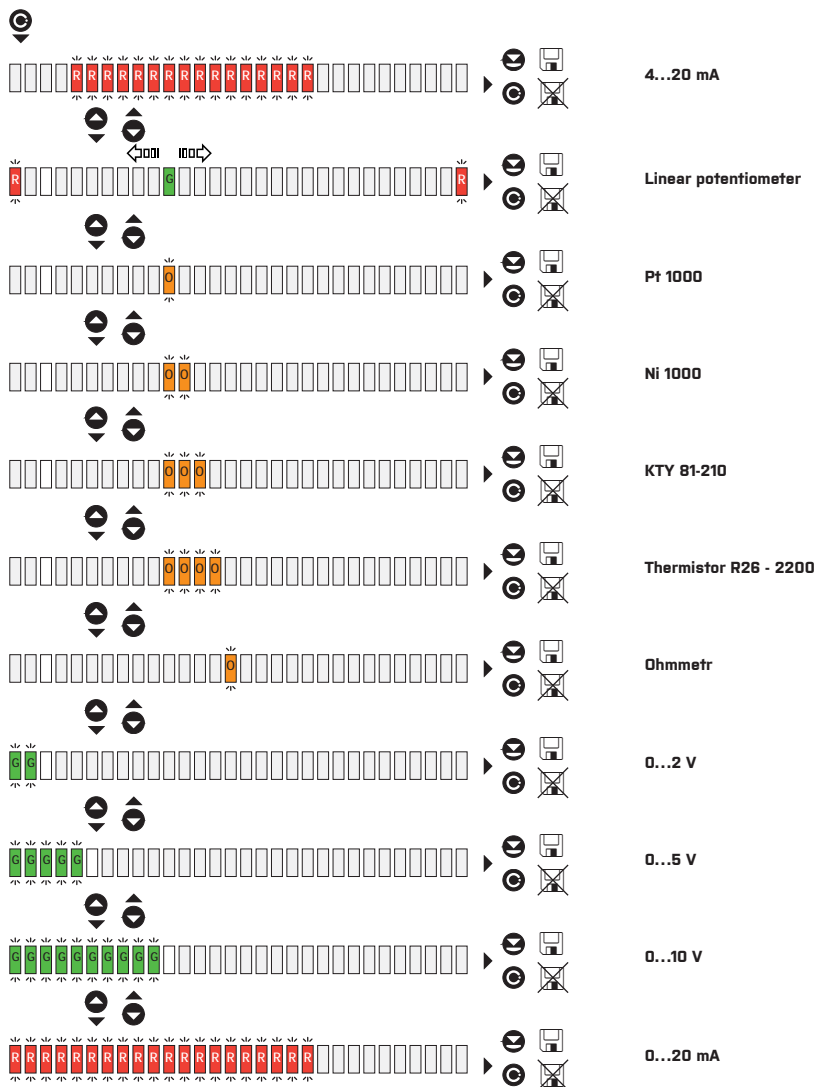 R R R R R R R R R R R R R R R R 4...20 mA
R G R Linear potentiometer
O Pt 1000
O O Ni 1000
O O O KTY 81-210
O O O O Thermistor R26 - 2200
O Ohmmetr
G G 0...2 V
G G G G G 0...5 V
G G G G G G G G G G 0...10 V
R R R R R R R R R R R R R R R R R R R R 0...20 mA